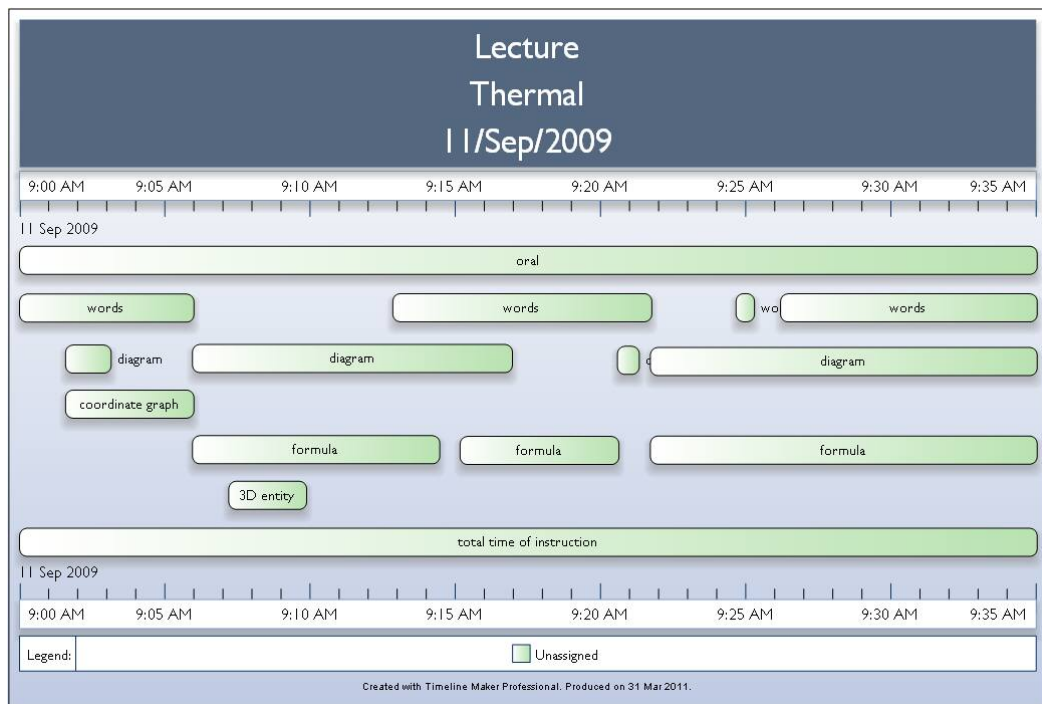 Lecture
Thermal
11/Sep/2009
9:00 AM 9:05 AM 9:10 AM 9:15 AM 9:20 AM 9:25 AM 9:30 AM 9:35 AM
11 Sep 2009
oral
words words wo words
diagram diagram d diagram
coordinate graph
formula formula formula
3D entity
total time of instruction
11 Sep 2009
9:00 AM 9:05 AM 9:10 AM 9:15 AM 9:20 AM 9:25 AM 9:30 AM 9:35 AM
Legend: Unassigned
Created with Timeline Maker Professional. Produced on 31 Mar 2011.